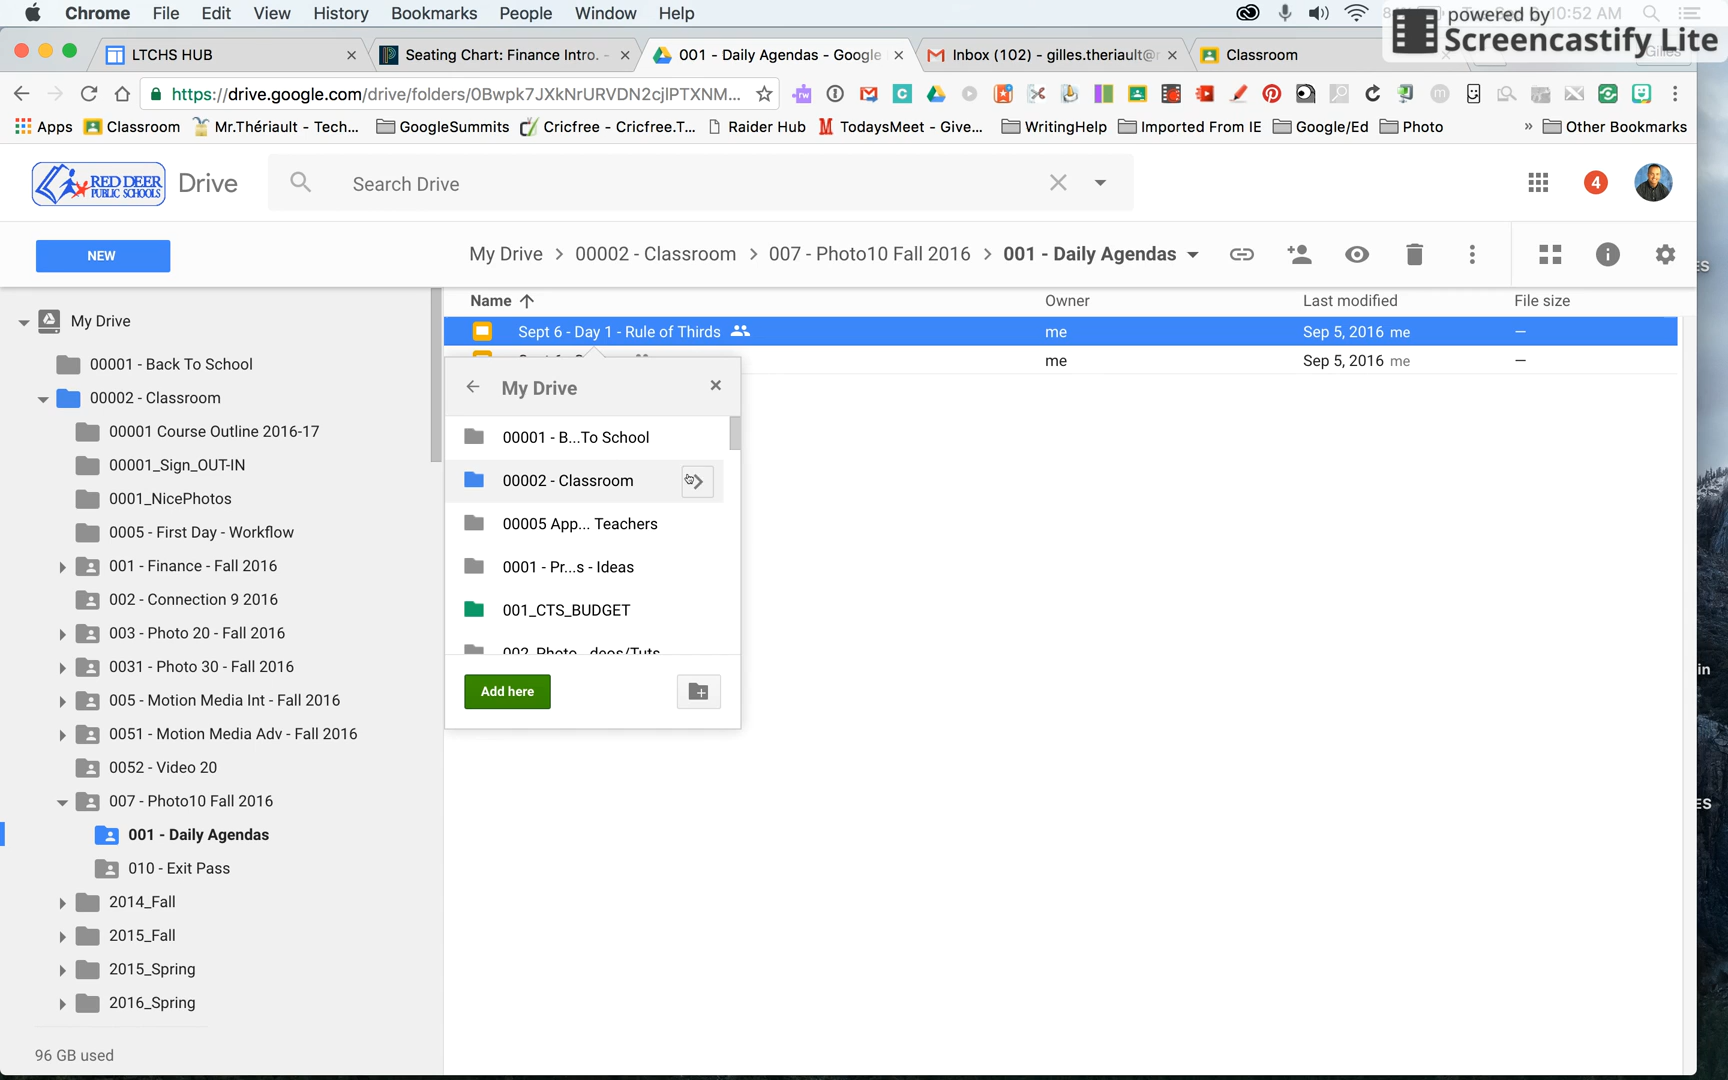 Chrome File Edit View History Bookmarks People Window Help 10:52 AM
powered by
Screencastify Lite
LTCHS HUB Seating Chart: Finance Intro. - 001 - Daily Agendas - Google Inbox (102) - gilles.theriault@r Classroom Gilles
https://drive.google.com/drive/folders/0Bwpk7JXkNrURVDN2cjlPTXNM...
Apps Classroom Mr.Thériault - Tech... GoogleSummits Cricfree - Cricfree.T... Raider Hub TodaysMeet - Give... WritingHelp Imported From IE Google/Ed Photo » Other Bookmarks
RED DEER
PUBLIC SCHOOLS
Drive Search Drive 4
NEW My Drive > 00002 - Classroom > 007 - Photo10 Fall 2016 > 001 - Daily Agendas
Name Owner Last modified File size
Sept 6 - Day 1 - Rule of Thirds me Sep 5, 2016 me —
me Sep 5, 2016 me —
My Drive
00001 - Back To School
00002 - Classroom
00001 Course Outline 2016-17
00001_Sign_OUT-IN
0001_NicePhotos
0005 - First Day - Workflow
001 - Finance - Fall 2016
002 - Connection 9 2016
003 - Photo 20 - Fall 2016
0031 - Photo 30 - Fall 2016
005 - Motion Media Int - Fall 2016
0051 - Motion Media Adv - Fall 2016
0052 - Video 20
007 - Photo10 Fall 2016
001 - Daily Agendas
010 - Exit Pass
2014_Fall
2015_Fall
2015_Spring
2016_Spring
96 GB used
My Drive
00001 - B...To School
00002 - Classroom
00005 App... Teachers
0001 - Pr...s - Ideas
001_CTS_BUDGET
002_Photo...deos/Tuts
Add here
ES
in
ES